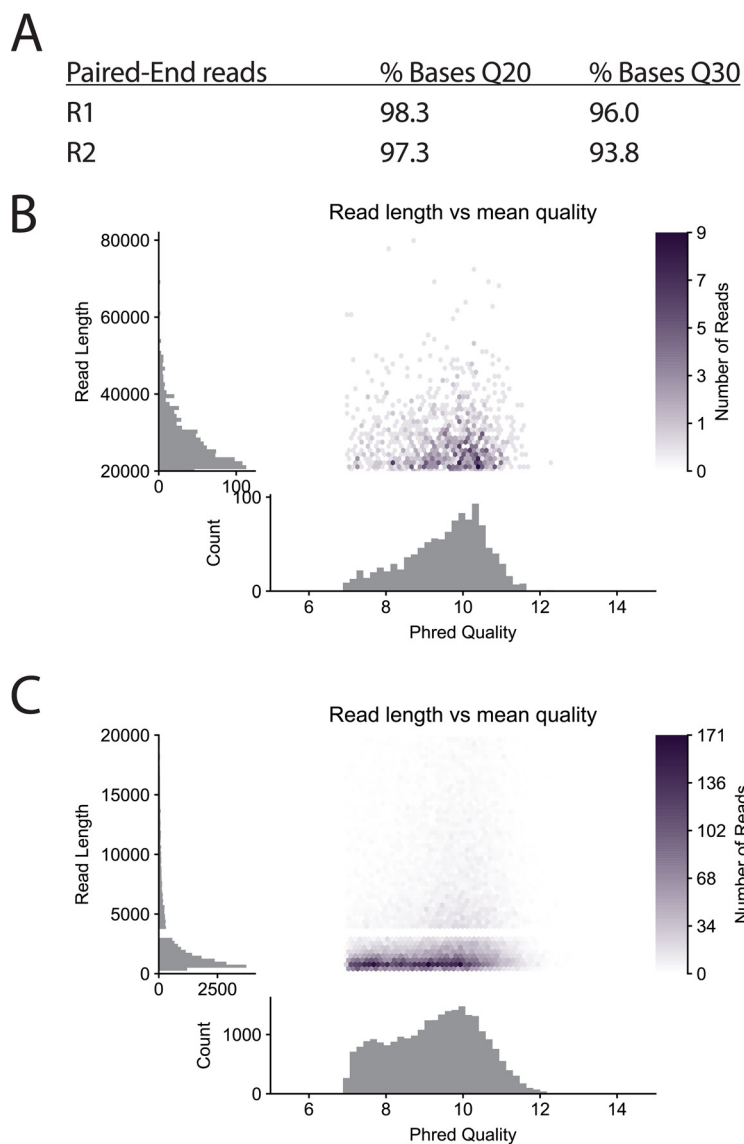 A
Paired-End reads % Bases Q20 % Bases Q30
R1 98.3 96.0
R2 97.3 93.8
B
Read length vs mean quality
80000
60000
40000
20000
Read Length
0 100
9
7
5
3
1
0
Number of Reads
100
0
Count
6 8 10 12 14
Phred Quality
C
Read length vs mean quality
20000
15000
10000
5000
0
Read Length
0 2500
171
136
102
68
34
0
Number of Reads
1000
0
Count
6 8 10 12 14
Phred Quality